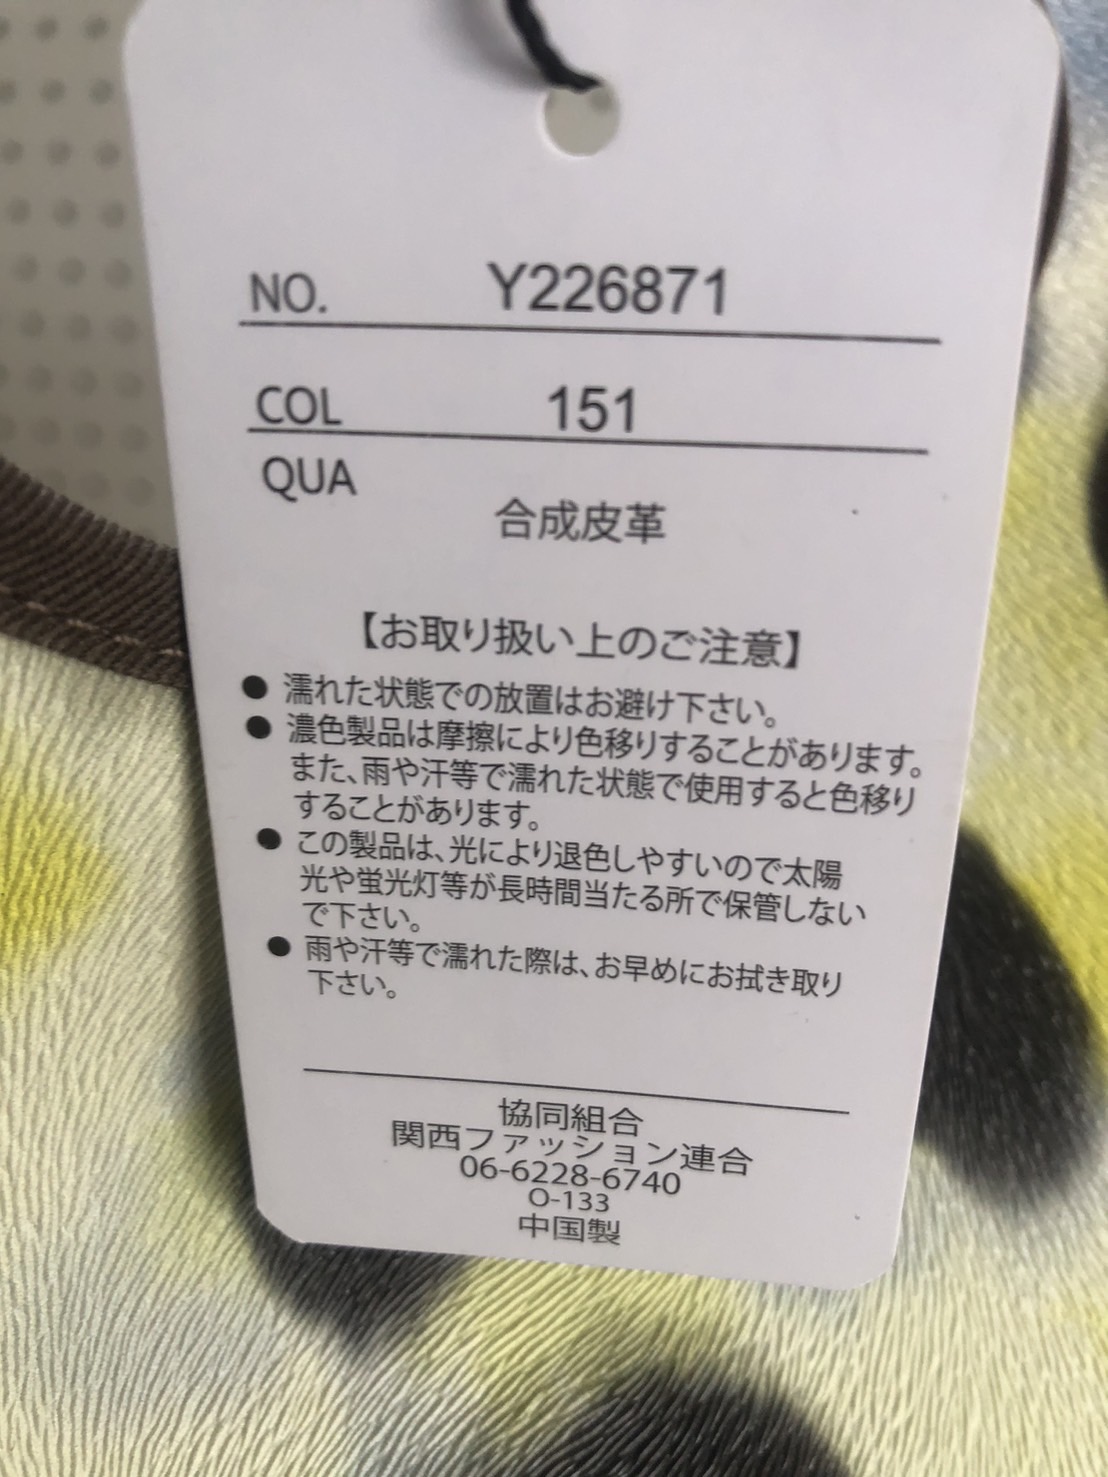 NO. Y226871
COL 151
QUA
合成皮革
【お取り扱い上のご注意】
● 濡れた状態での放置はお避け下さい。
● 濃色製品は摩擦により色移りすることがあります。
また、雨や汗等で濡れた状態で使用すると色移り
することがあります。
● この製品は、光により退色しやすいので太陽
光や蛍光灯等が長時間当たる所で保管しない
で下さい。
● 雨や汗等で濡れた際は、お早めにお拭き取り
下さい。
協同組合
関西ファッション連合
06-6228-6740
O-133
中国製